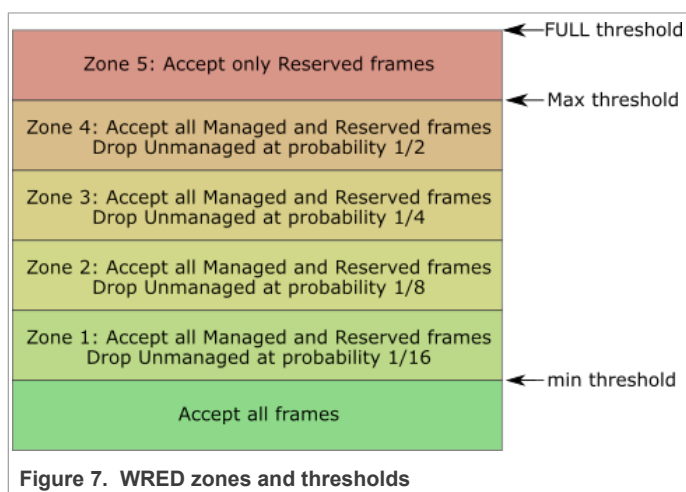 FULL threshold
Zone 5: Accept only Reserved frames
Max threshold
Zone 4: Accept all Managed and Reserved frames
Drop Unmanaged at probability 1/2
Zone 3: Accept all Managed and Reserved frames
Drop Unmanaged at probability 1/4
Zone 2: Accept all Managed and Reserved frames
Drop Unmanaged at probability 1/8
Zone 1: Accept all Managed and Reserved frames
Drop Unmanaged at probability 1/16
min threshold
Accept all frames
Figure 7. WRED zones and thresholds